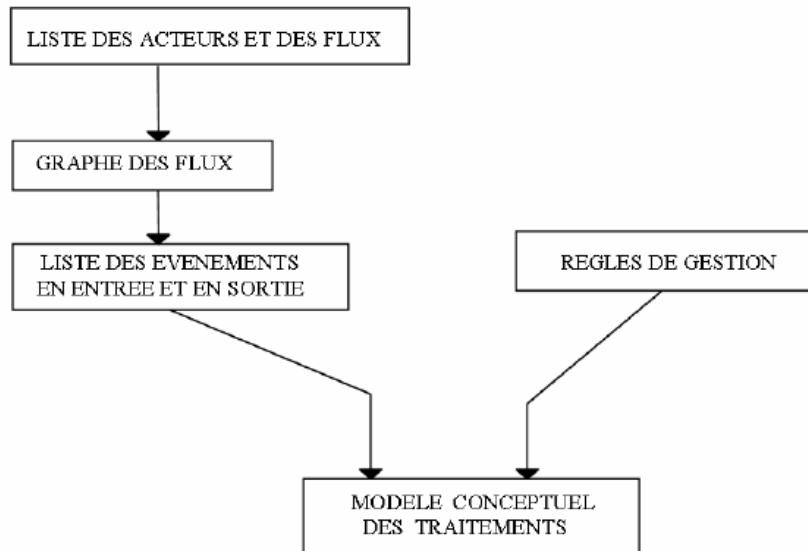 LISTE DES ACTEURS ET DES FLUX
GRAPHE DES FLUX
LISTE DES EVENEMENTS
EN ENTREE ET EN SORTIE
REGLES DE GESTION
MODELE CONCEPTUEL
DES TRAITEMENTS